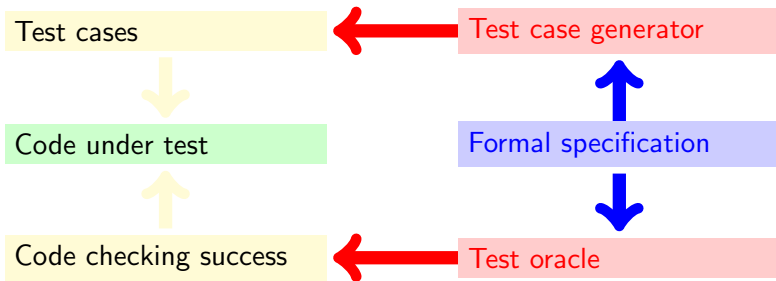 Test cases
Test case generator
Code under test
Formal specification
Code checking success
Test oracle